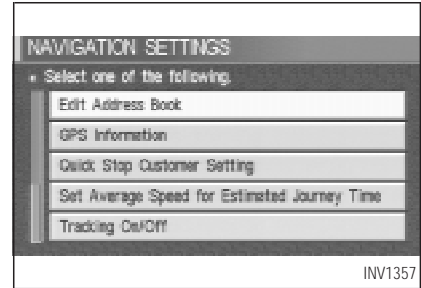 NAVIGATION SETTINGS
Select one of the following.
Edit Address Book
GPS Information
Quick Stop Customer Setting
Set Average Speed for Estimated Journey Time
Tracking On/Off
INV1357